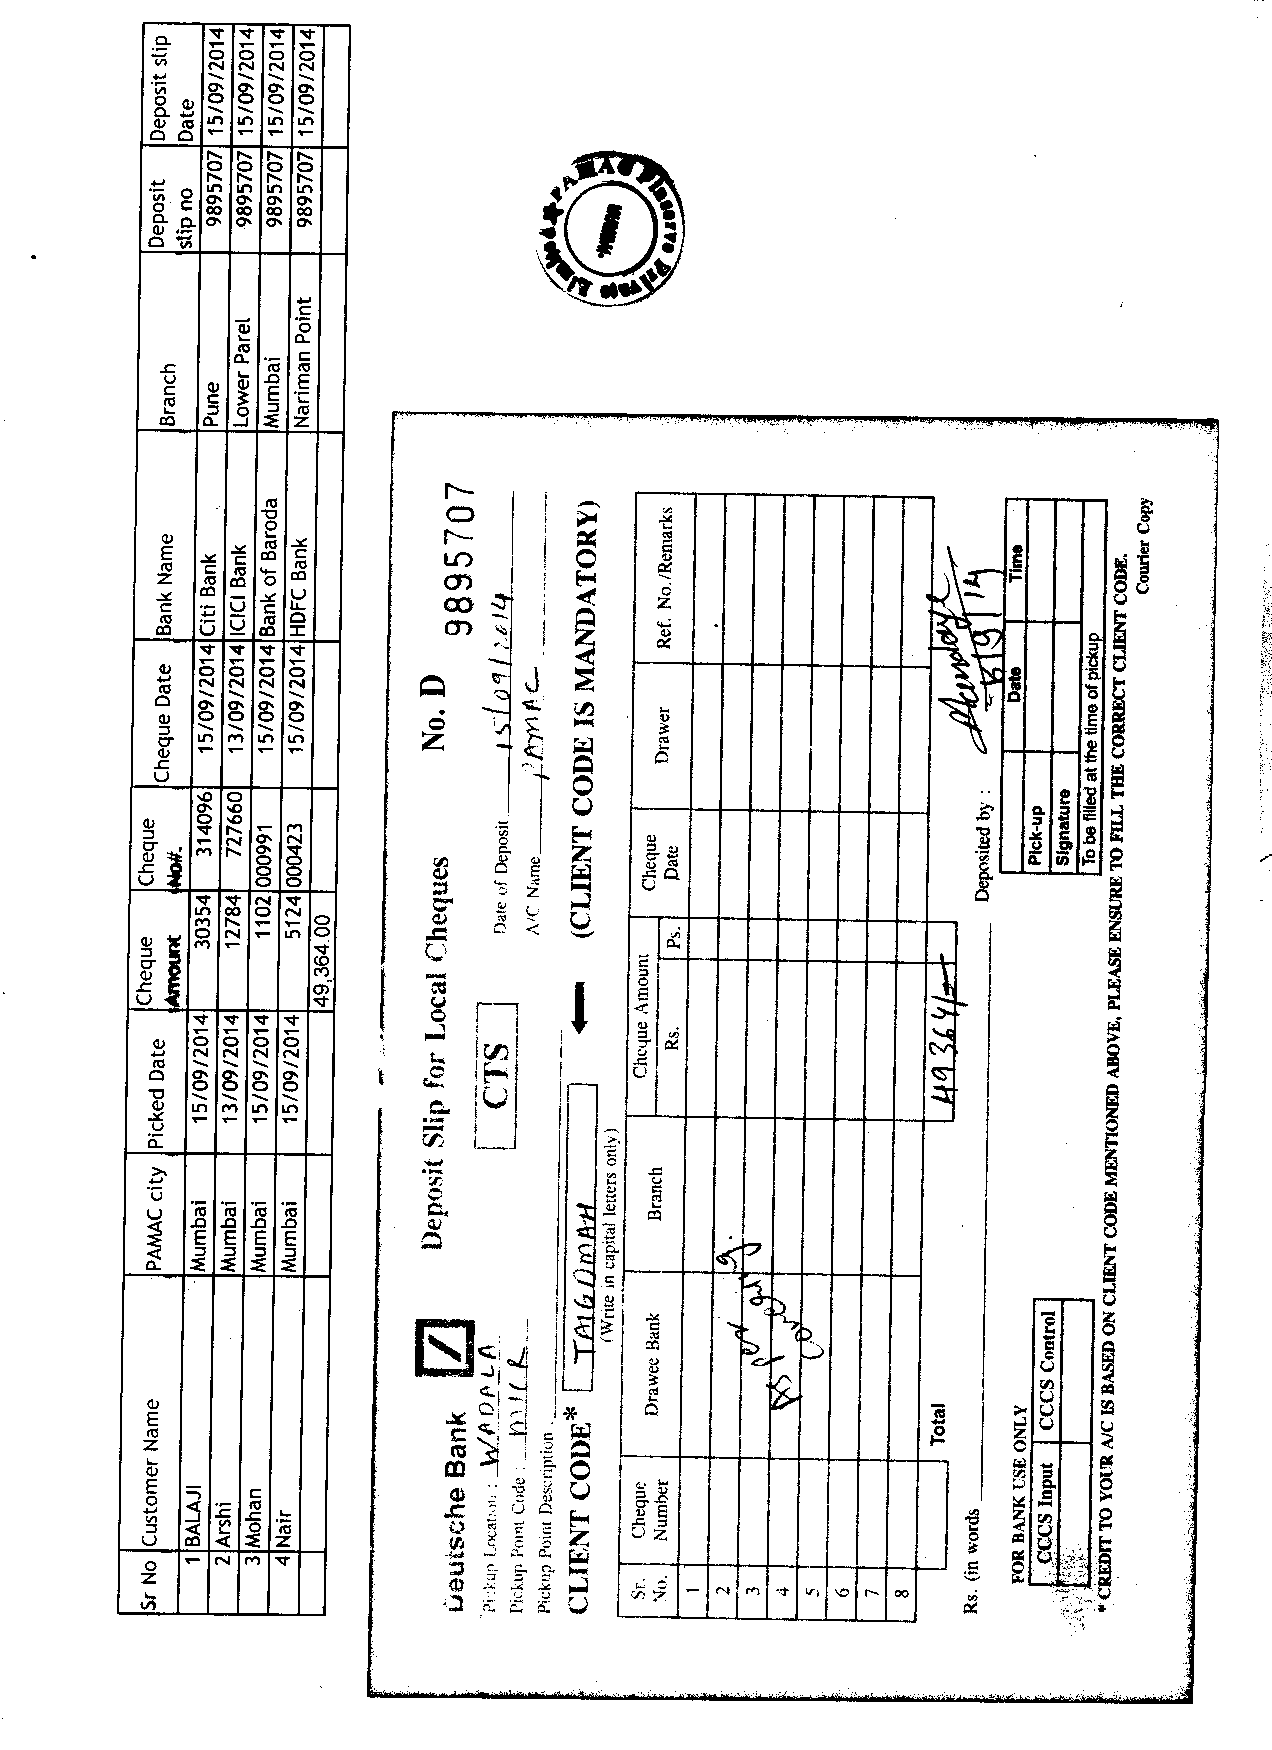 Sr No Customer Name PAMAC city Picked Date Cheque Amount Cheque No#. Cheque Date Bank Name Branch Deposit slip no Deposit slip Date
1 BALAJI Mumbai 15/09/2014 30354 314096 15/09/2014 Citi Bank Pune 9895707 15/09/2014
2 Arshi Mumbai 13/09/2014 12784 727660 13/09/2014 ICICI Bank Lower Parel 9895707 15/09/2014
3 Mohan Mumbai 15/09/2014 1102 000991 15/09/2014 Bank of Baroda Mumbai 9895707 15/09/2014
4 Nair Mumbai 15/09/2014 5124 000423 15/09/2014 HDFC Bank Nariman Point 9895707 15/09/2014
49,364.00
PAMAC Finserve Private Limited
Deutsche Bank Deposit Slip for Local Cheques No. D 9895707
Pickup Location : WADALA CTS Date of Deposit 15/09/2014
Pickup Point Code : MICR A/C Name PAMAC
Pickup Point Description
CLIENT CODE* TAIGDMAH (CLIENT CODE IS MANDATORY)
(Write in capital letters only)
Sr. No. Cheque Number Drawee Bank Branch Cheque Amount Rs. Ps. Cheque Date Drawer Ref. No./Remarks
1
2
3
4
5
6
7
8
As per
Total 49364/-
Rs. (in words Deposited by :
FOR BANK USE ONLY
CCCS Input CCCS Control
Date Time
Pick-up
Signature
To be filled at the time of pickup
* CREDIT TO YOUR A/C IS BASED ON CLIENT CODE MENTIONED ABOVE, PLEASE ENSURE TO FILL THE CORRECT CLIENT CODE.
Courier Copy